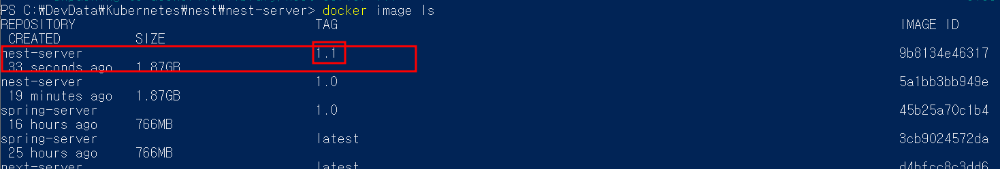 PS C:\DevData\Kubernetes\nest\nest-server> docker image ls
REPOSITORY TAG IMAGE ID
CREATED SIZE
nest-server 1.1 9b8134e46317
33 seconds ago 1.87GB
nest-server 1.0 5a1bb3bb949e
19 minutes ago 1.87GB
spring-server 1.0 45b25a70c1b4
16 hours ago 766MB
spring-server latest 3cb9024572da
25 hours ago 766MB
next-server latest d4bfcc8c3dd6